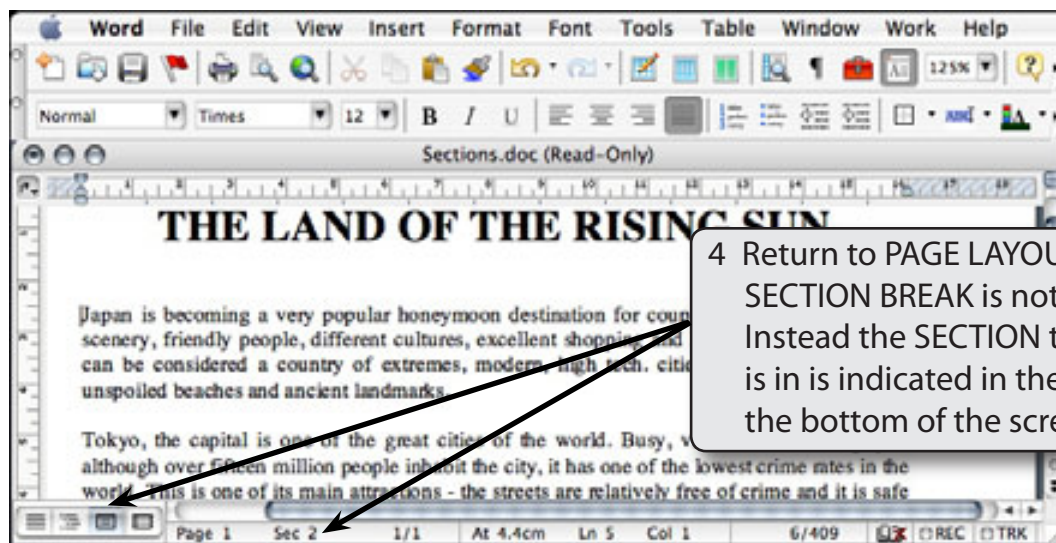 Word File Edit View Insert Format Font Tools Table Window Work Help
125%
Normal Times 12 B I U
Sections.doc (Read-Only)
THE LAND OF THE RISING SUN
Japan is becoming a very popular honeymoon destination for
scenery, friendly people, different cultures, excellent shopping and
can be considered a country of extremes, modern, high tech.
unspoiled beaches and ancient landmarks.
Tokyo, the capital is one of the great cities of the world. Busy,
although over fifteen million people inhabit the city, it has one of the lowest crime rates in the
world. This is one of its main attractions - the streets are relatively free of crime and it is safe
4 Return to PAGE LAYOU
SECTION BREAK is not
Instead the SECTION t
is in is indicated in the
the bottom of the scre
Page 1 Sec 2 1/1 At 4.4cm Ln 5 Col 1 6/409 REC TRK